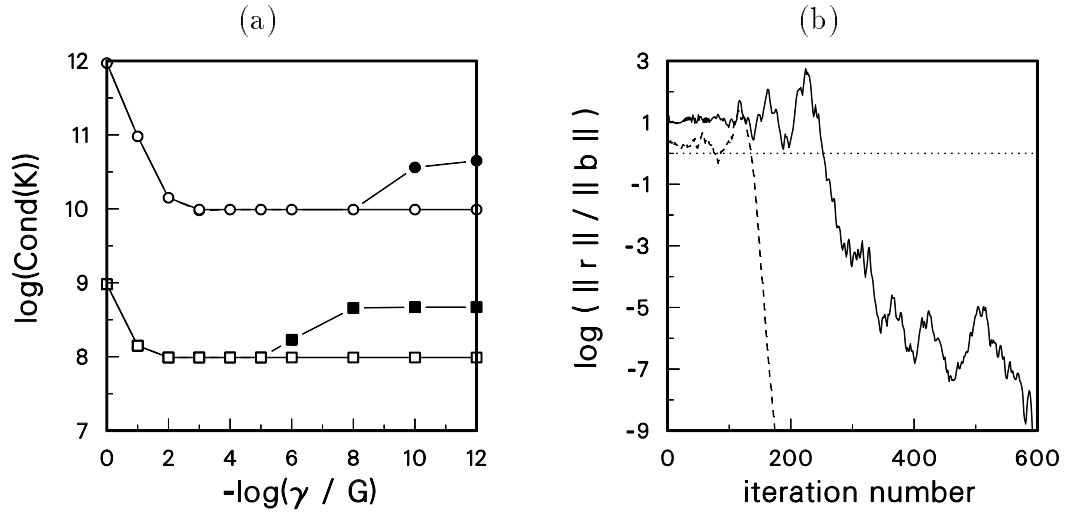 (a)
12
11
10
9
8
7
0 2 4 6 8 10 12
log(Cond(K))
-log(γ / G)
(b)
3
1
-1
-3
-5
-7
-9
0 200 400 600
log ( || r || / || b || )
iteration number